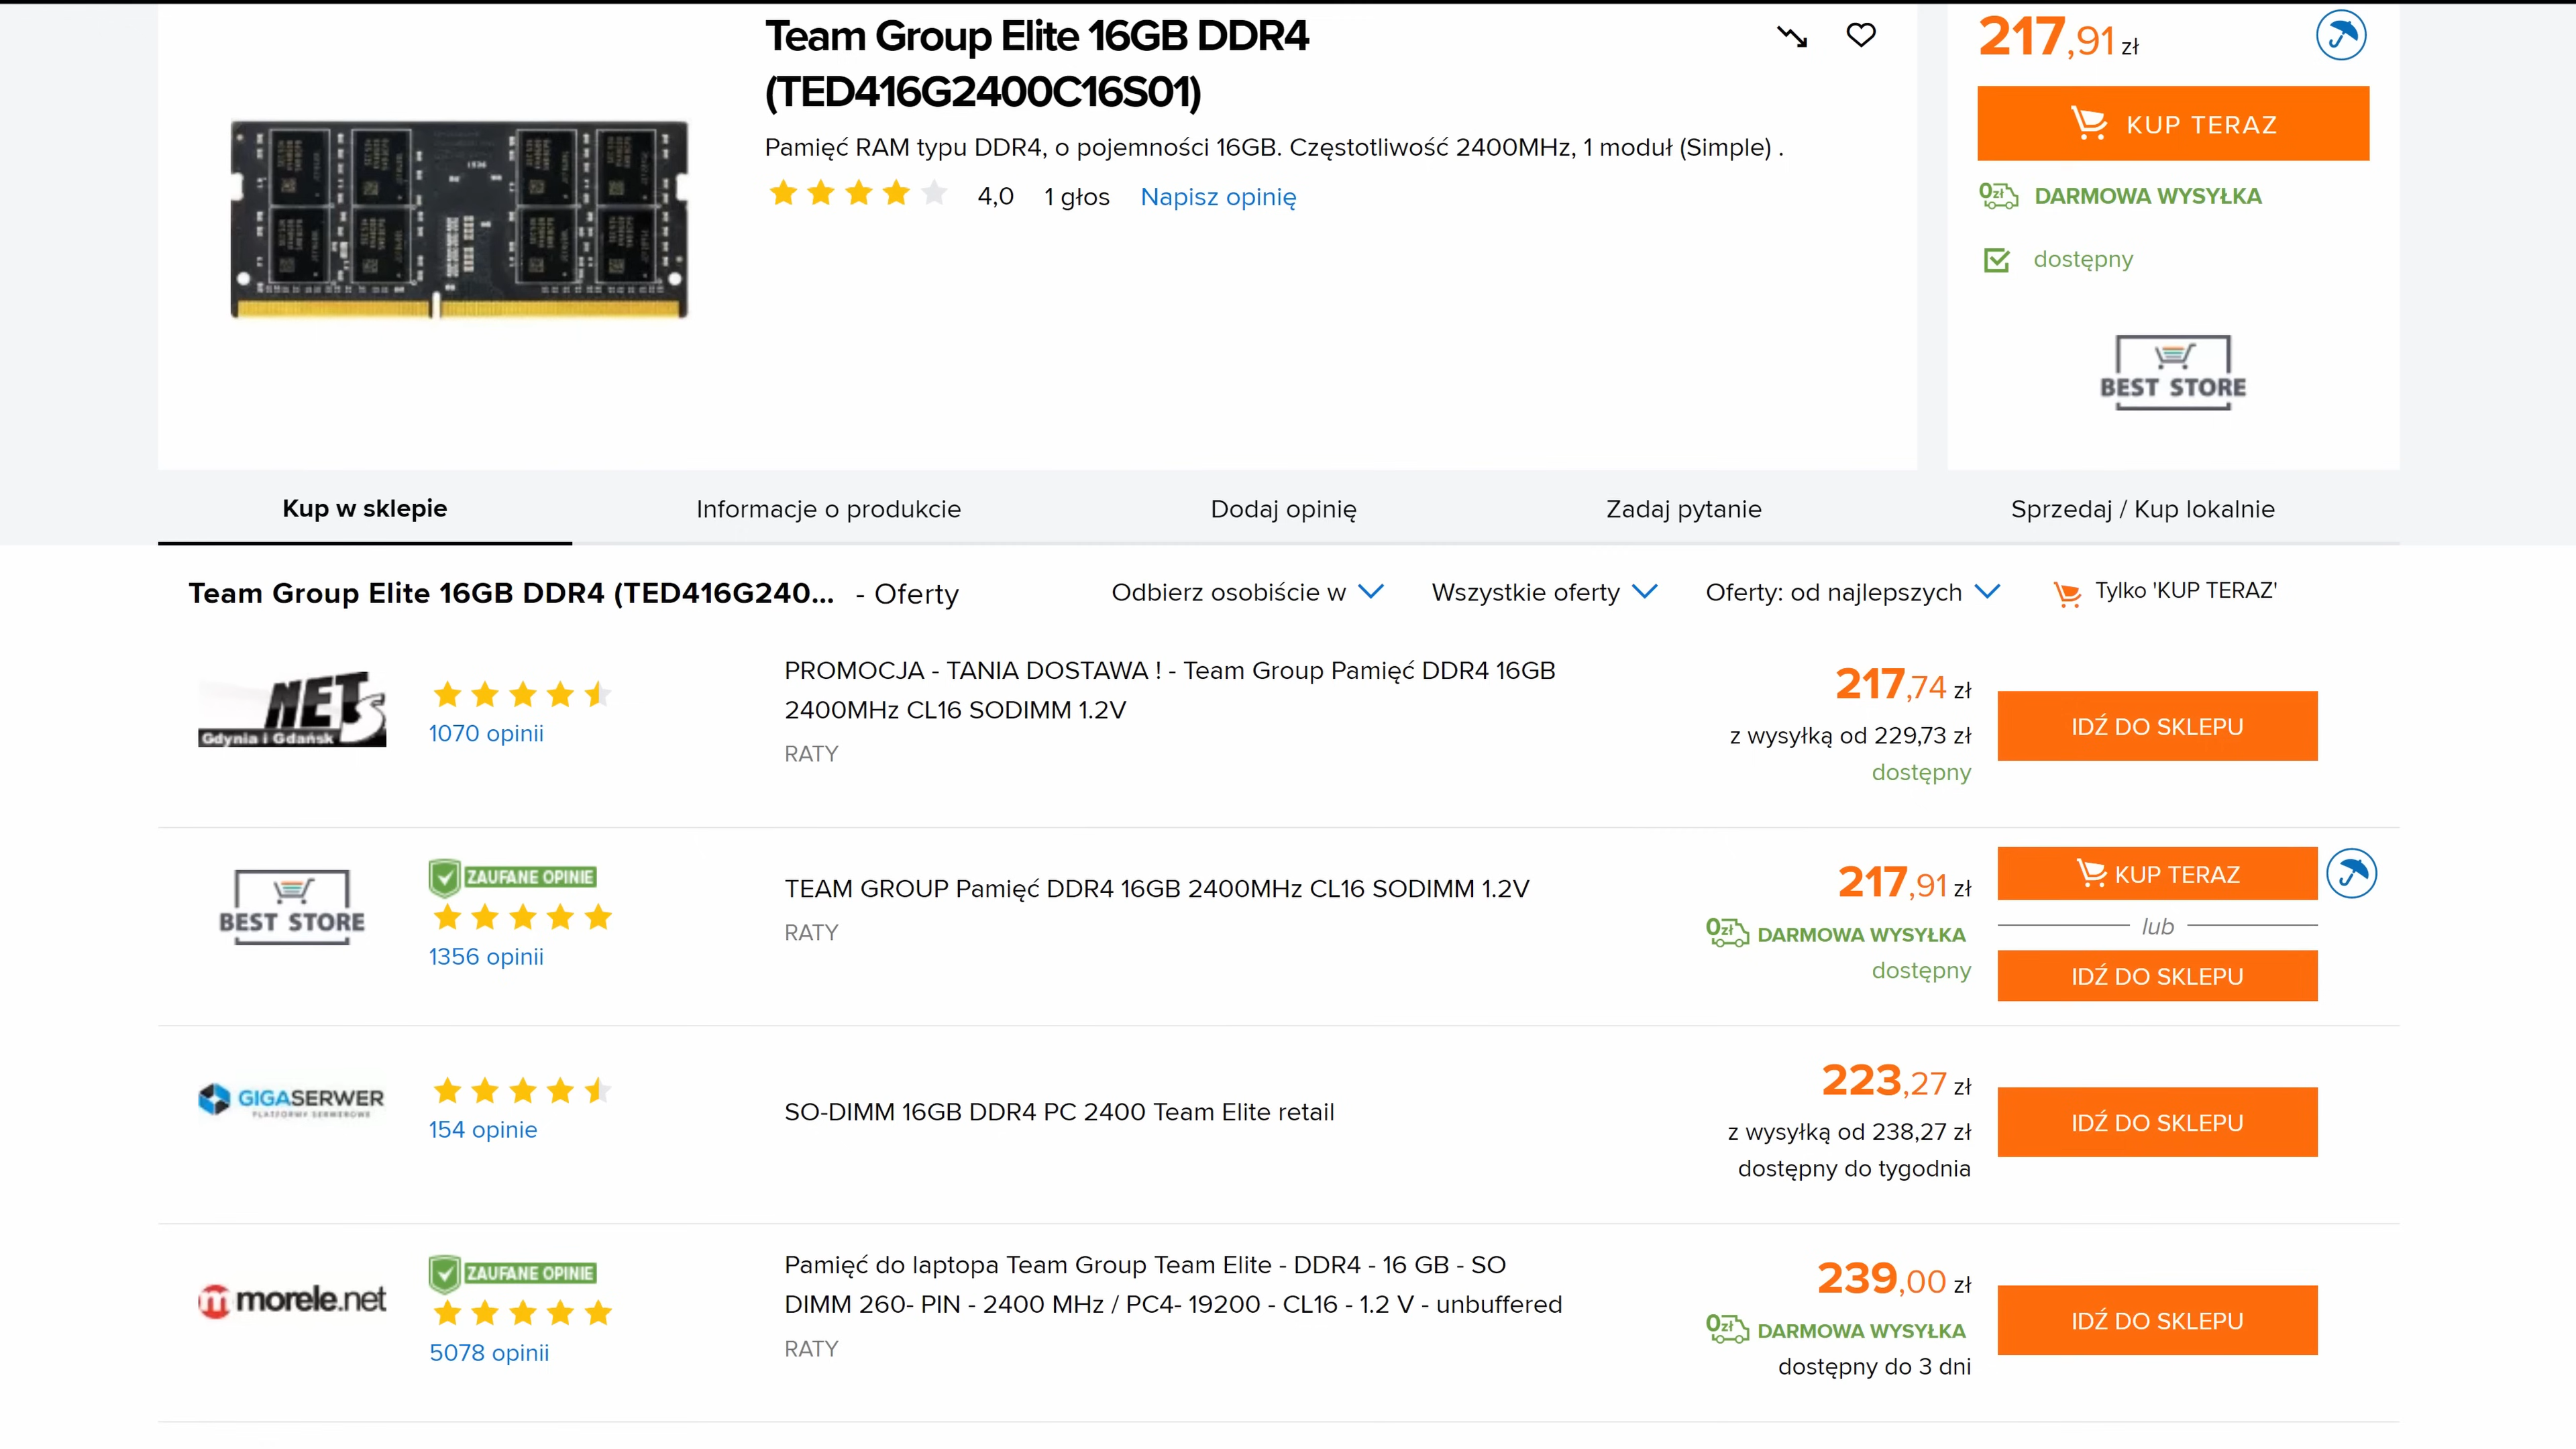 Team Group Elite 16GB DDR4
(TED416G2400C16S01)
Pamięć RAM typu DDR4, o pojemności 16GB. Częstotliwość 2400MHz, 1 moduł (Simple) .
4,0 1 głos Napisz opinię
217,91 zł
KUP TERAZ
0zł DARMOWA WYSYŁKA
dostępny
BEST STORE
Kup w sklepie
Informacje o produkcie
Dodaj opinię
Zadaj pytanie
Sprzedaj / Kup lokalnie
Team Group Elite 16GB DDR4 (TED416G240... - Oferty
Odbierz osobiście w
Wszystkie oferty
Oferty: od najlepszych
Tylko 'KUP TERAZ'
NETs
Gdynia i Gdańsk
1070 opinii
PROMOCJA - TANIA DOSTAWA ! - Team Group Pamięć DDR4 16GB
2400MHz CL16 SODIMM 1.2V
RATY
217,74 zł
z wysyłką od 229,73 zł
dostępny
IDŹ DO SKLEPU
BEST STORE
ZAUFANE OPINIE
1356 opinii
TEAM GROUP Pamięć DDR4 16GB 2400MHz CL16 SODIMM 1.2V
RATY
217,91 zł
0zł DARMOWA WYSYŁKA
dostępny
KUP TERAZ
lub
IDŹ DO SKLEPU
GIGASERWER
PLATFORMY SERWEROWE
154 opinie
SO-DIMM 16GB DDR4 PC 2400 Team Elite retail
223,27 zł
z wysyłką od 238,27 zł
dostępny do tygodnia
IDŹ DO SKLEPU
morele.net
ZAUFANE OPINIE
5078 opinii
Pamięć do laptopa Team Group Team Elite - DDR4 - 16 GB - SO
DIMM 260- PIN - 2400 MHz / PC4- 19200 - CL16 - 1.2 V - unbuffered
RATY
239,00 zł
0zł DARMOWA WYSYŁKA
dostępny do 3 dni
IDŹ DO SKLEPU